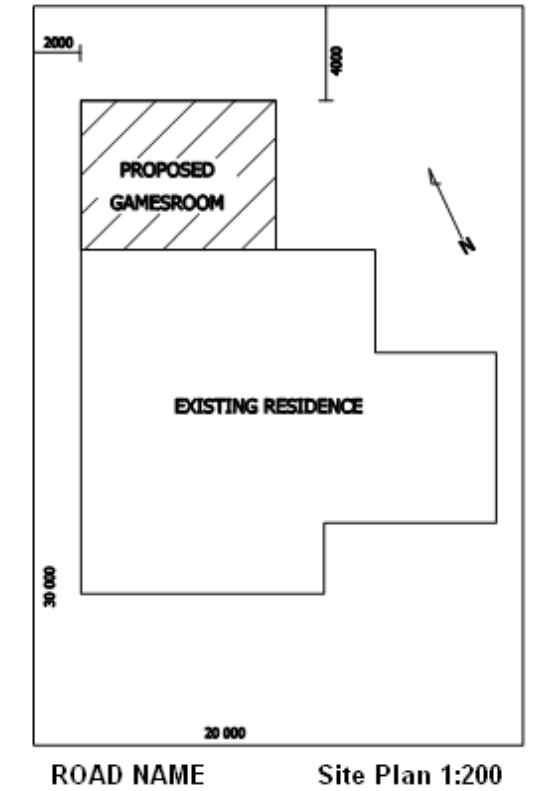 2000
4000
PROPOSED
GAMESROOM
N
EXISTING RESIDENCE
30 000
20 000
ROAD NAME
Site Plan 1:200